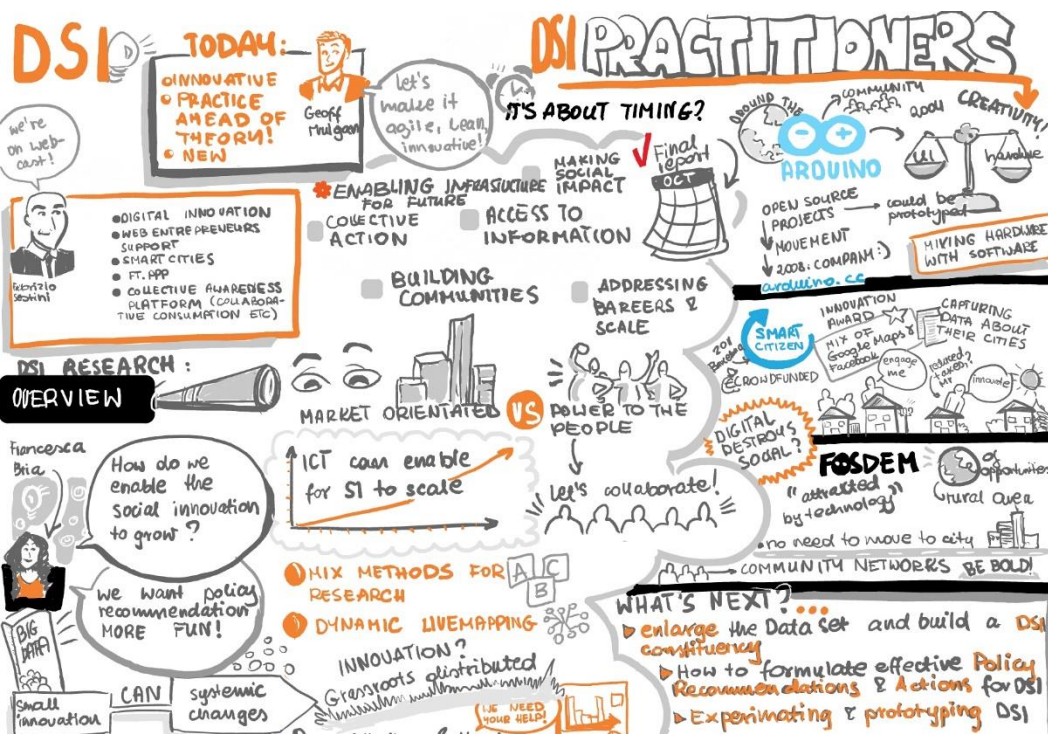 DSI
TODAY:
INNOVATIVE
PRACTICE
AHEAD OF
THEORY!
NEW
Geoff
Mulgan
let's
make it
agile, lean,
innovative!
we're
on web-
cast!
DIGITAL INNOVATION
WEB ENTREPRENEURS
SUPPORT
SMART CITIES
FT. PPP
COLLECTIVE AWARENESS
PLATFORM (COLLABORA-
TIVE CONSUMPTION ETC)
Fabrizio
Sestini
IT'S ABOUT TIMING?
ENABLING INFRASTUCTURE
FOR FUTURE
MAKING
SOCIAL
IMPACT
COLLECTIVE
ACTION
ACCESS TO
INFORMATION
BUILDING
COMMUNITIES
ADDRESSING
BAREERS &
SCALE
Final
report
OCT
DSI RESEARCH:
OVERVIEW
MARKET ORIENTATED
VS
POWER TO THE
PEOPLE
Let's collaborate!
Francesca
Bria
How do we
enable the
social innovation
to grow?
we want policy
recommendation
MORE FUN!
BIG
DATA
Small
innovation
CAN
systemic
changes
ICT can enable
for SI to scale
MIX METHODS FOR
RESEARCH
A C
B
DYNAMIC LIVEMAPPING
INNOVATION?
Grassroots distributed
WE NEED
YOUR HELP!
DSI PRACTITIONERS
AROUND THE
COMMUNITY
2004
CREATIVITY!
ARDUINO
UI
hardware
OPEN SOURCE
PROJECTS
could be
prototyped
MOVEMENT
2008: COMPANY:)
arduino.cc
MIXING HARDWARE
WITH SOFTWARE
SMART
CITIZEN
CROWDFUNDED
INNOVATION
AWARD
MIX OF
Google Maps &
Facebook
CAPTURING
DATA ABOUT
THEIR CITIES
engage
me
innovate
DIGITAL
DESTROYS
SOCIAL?
FOSDEM
"attracted
by technology"
of
opportunities
rural area
no need to move to city
COMMUNITY NETWORKS BE BOLD!
WHAT'S NEXT?...
enlarge the Data Set and build a DSI
constituency
How to formulate effective Policy
Recommendations & Actions for DSI
Experimating & prototyping DSI